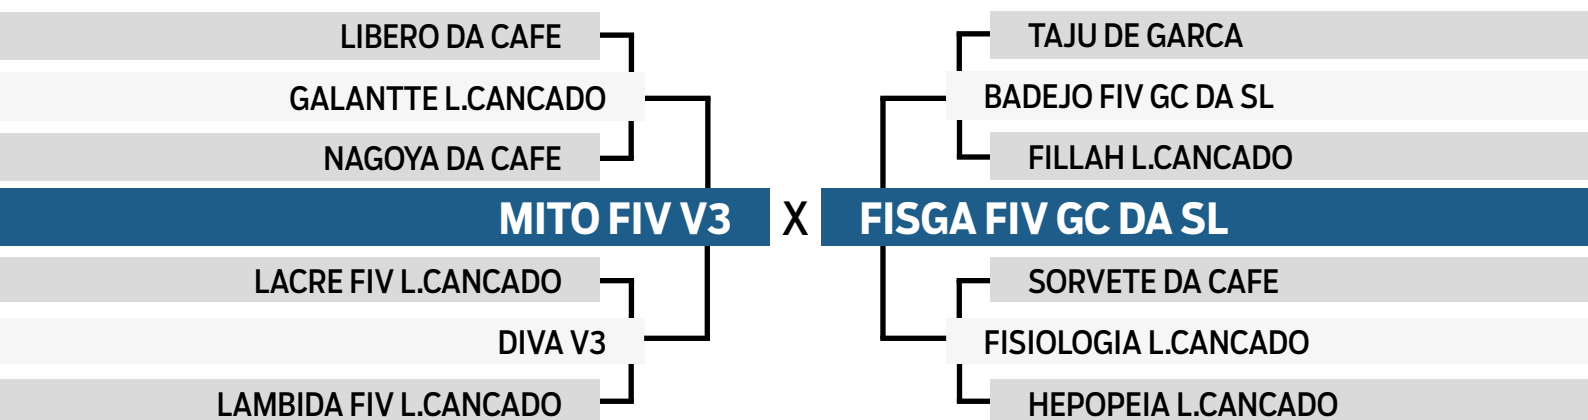 LIBERO DA CAFE
GALANTTE L.CANCADO
NAGOYA DA CAFE
MITO FIV V3
LACRE FIV L.CANCADO
DIVA V3
LAMBIDA FIV L.CANCADO
X
TAJU DE GARCA
BADEJO FIV GC DA SL
FILLAH L.CANCADO
FISGA FIV GC DA SL
SORVETE DA CAFE
FISIOLOGIA L.CANCADO
HEPOPEIA L.CANCADO